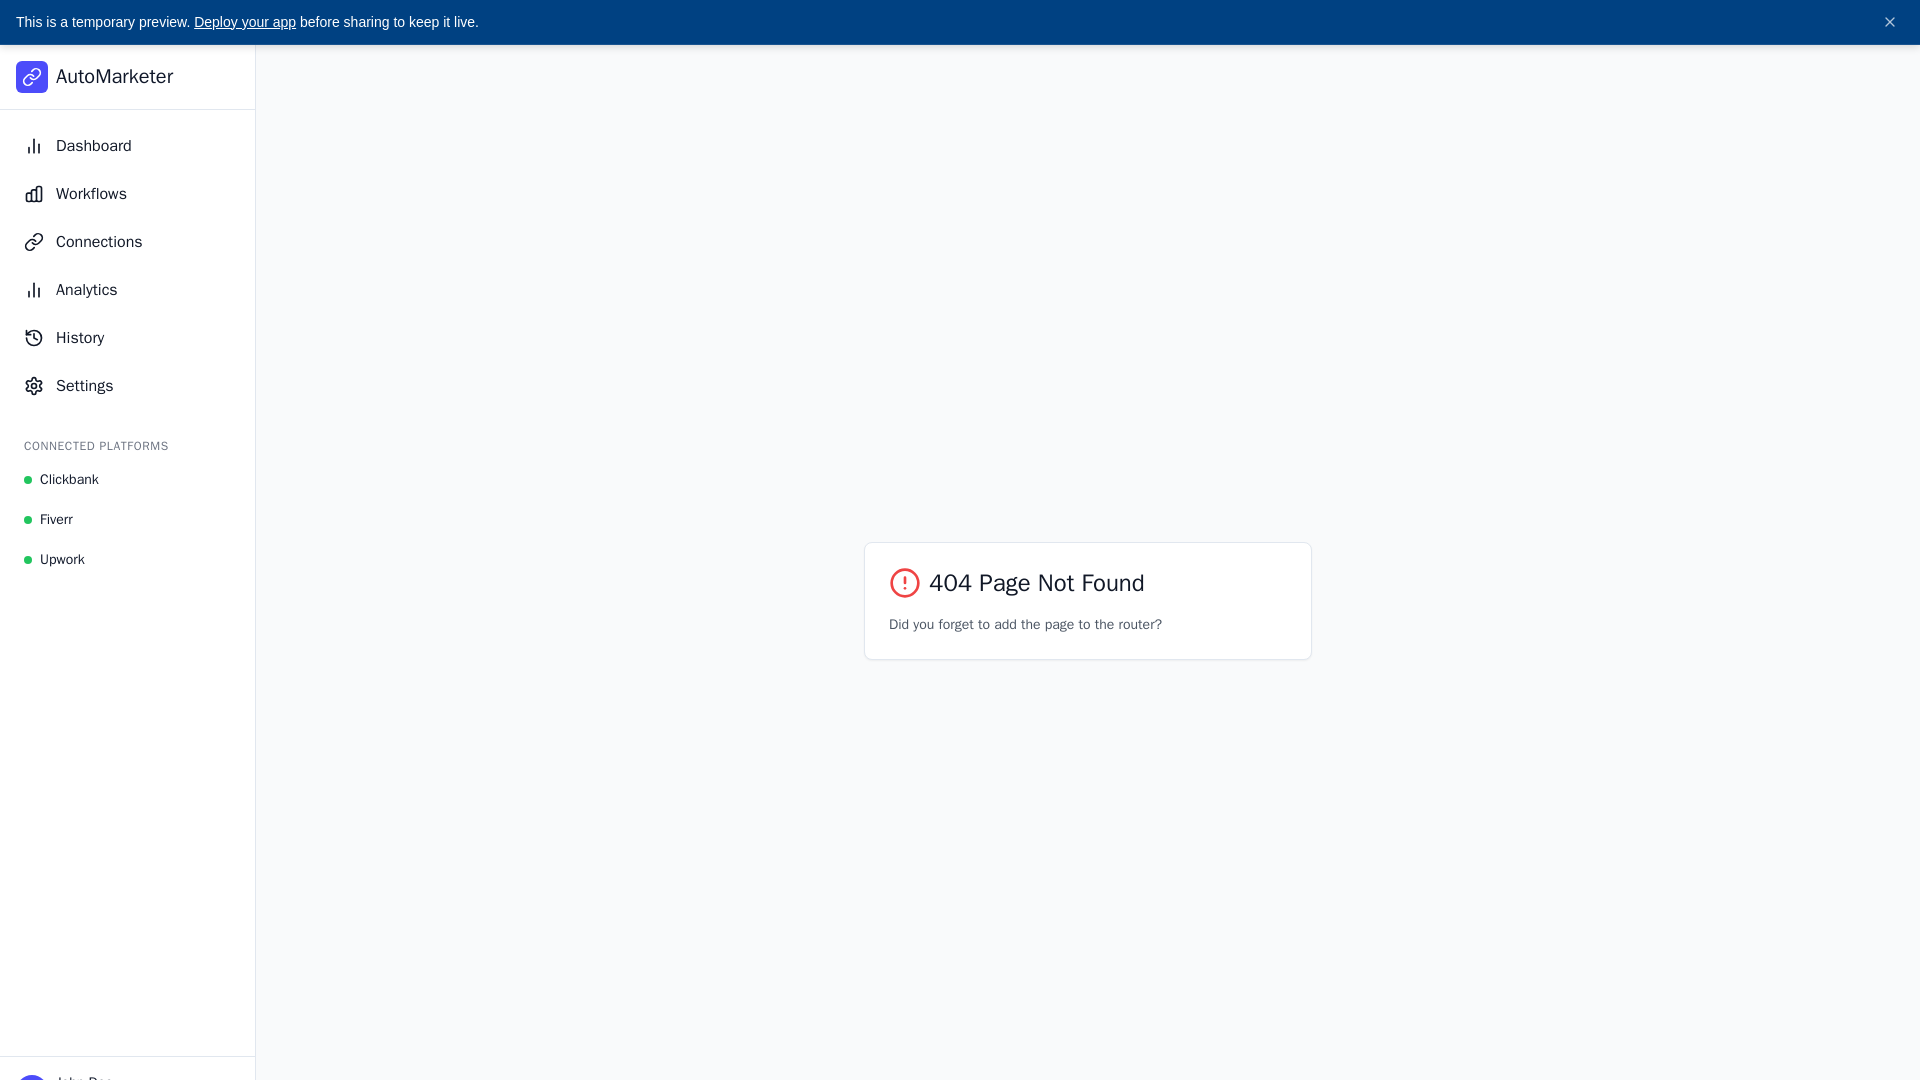 This is a temporary preview. Deploy your app before sharing to keep it live.
AutoMarketer
Dashboard
Workflows
Connections
Analytics
History
Settings
CONNECTED PLATFORMS
Clickbank
Fiverr
Upwork
404 Page Not Found
Did you forget to add the page to the router?